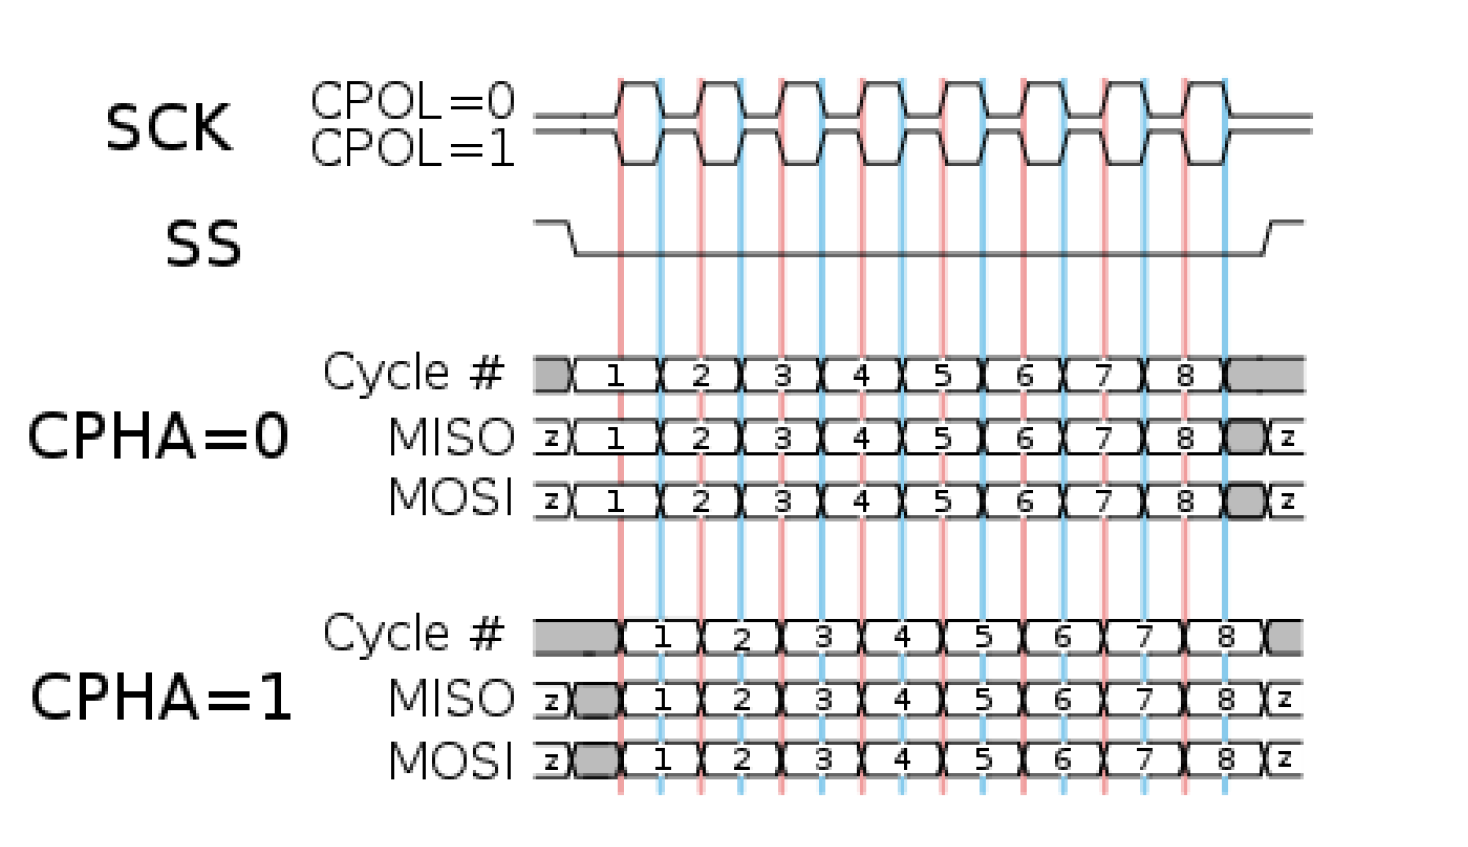 SCK CPOL=0
CPOL=1
SS
Cycle # 1 2 3 4 5 6 7 8
CPHA=0 MISO z 1 2 3 4 5 6 7 8 z
MOSI z 1 2 3 4 5 6 7 8 z
Cycle # 1 2 3 4 5 6 7 8
CPHA=1 MISO z 1 2 3 4 5 6 7 8 z
MOSI z 1 2 3 4 5 6 7 8 z